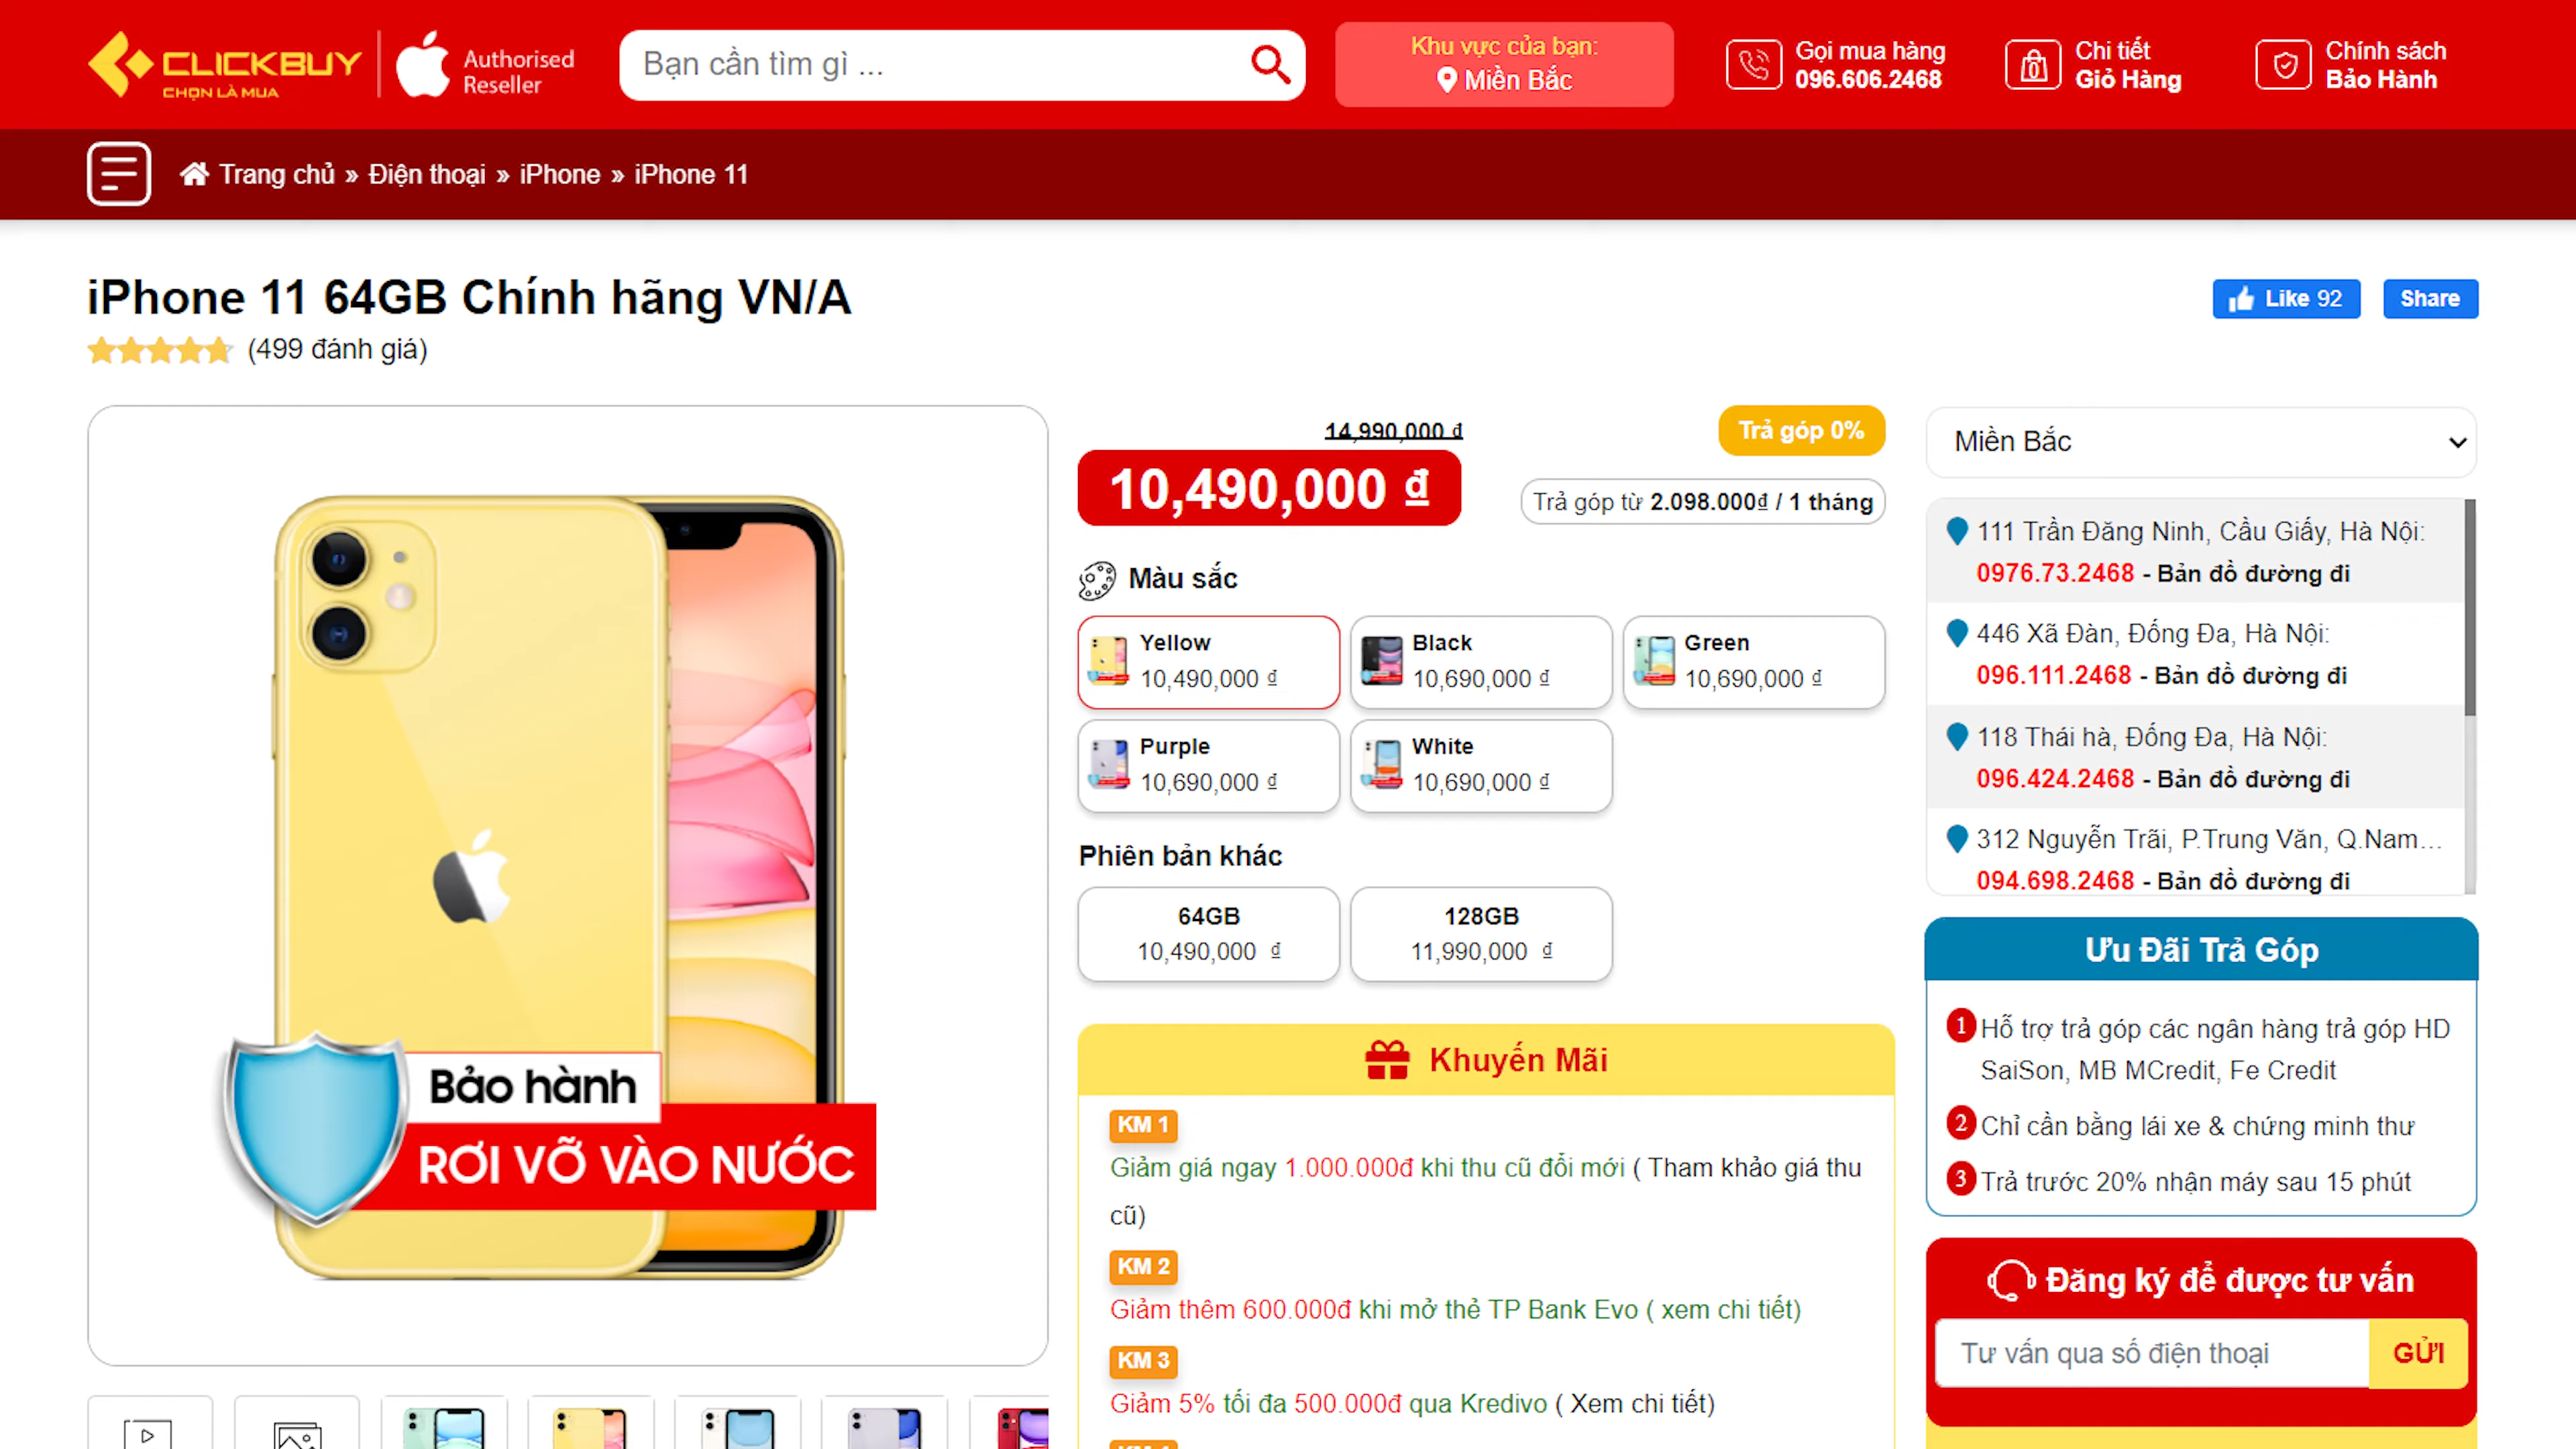 CLICKBUY
CHỌN LÀ MUA
Authorised
Reseller
Bạn cần tìm gì ...
Khu vực của bạn:
Miền Bắc
Gọi mua hàng
096.606.2468
0
Chi tiết
Giỏ Hàng
Chính sách
Bảo Hành
Trang chủ » Điện thoại » iPhone » iPhone 11
iPhone 11 64GB Chính hãng VN/A
Like 92
Share
(499 đánh giá)
14,990,000 ₫
10,490,000 ₫
Trả góp 0%
Trả góp từ 2.098.000₫ / 1 tháng
Màu sắc
Yellow
10,490,000 ₫
Black
10,690,000 ₫
Green
10,690,000 ₫
Purple
10,690,000 ₫
White
10,690,000 ₫
Phiên bản khác
64GB
10,490,000 ₫
128GB
11,990,000 ₫
Bảo hành
RƠI VỠ VÀO NƯỚC
Khuyến Mãi
KM 1
Giảm giá ngay 1.000.000đ khi thu cũ đổi mới ( Tham khảo giá thu
cũ)
KM 2
Giảm thêm 600.000đ khi mở thẻ TP Bank Evo ( xem chi tiết)
KM 3
Giảm 5% tối đa 500.000đ qua Kredivo ( Xem chi tiết)
Miền Bắc
111 Trần Đăng Ninh, Cầu Giấy, Hà Nội:
0976.73.2468 - Bản đồ đường đi
446 Xã Đàn, Đống Đa, Hà Nội:
096.111.2468 - Bản đồ đường đi
118 Thái hà, Đống Đa, Hà Nội:
096.424.2468 - Bản đồ đường đi
312 Nguyễn Trãi, P.Trung Văn, Q.Nam...
094.698.2468 - Bản đồ đường đi
Ưu Đãi Trả Góp
1 Hỗ trợ trả góp các ngân hàng trả góp HD
SaiSon, MB MCredit, Fe Credit
2 Chỉ cần bằng lái xe & chứng minh thư
3 Trả trước 20% nhận máy sau 15 phút
Đăng ký để được tư vấn
Tư vấn qua số điện thoại
GỬI